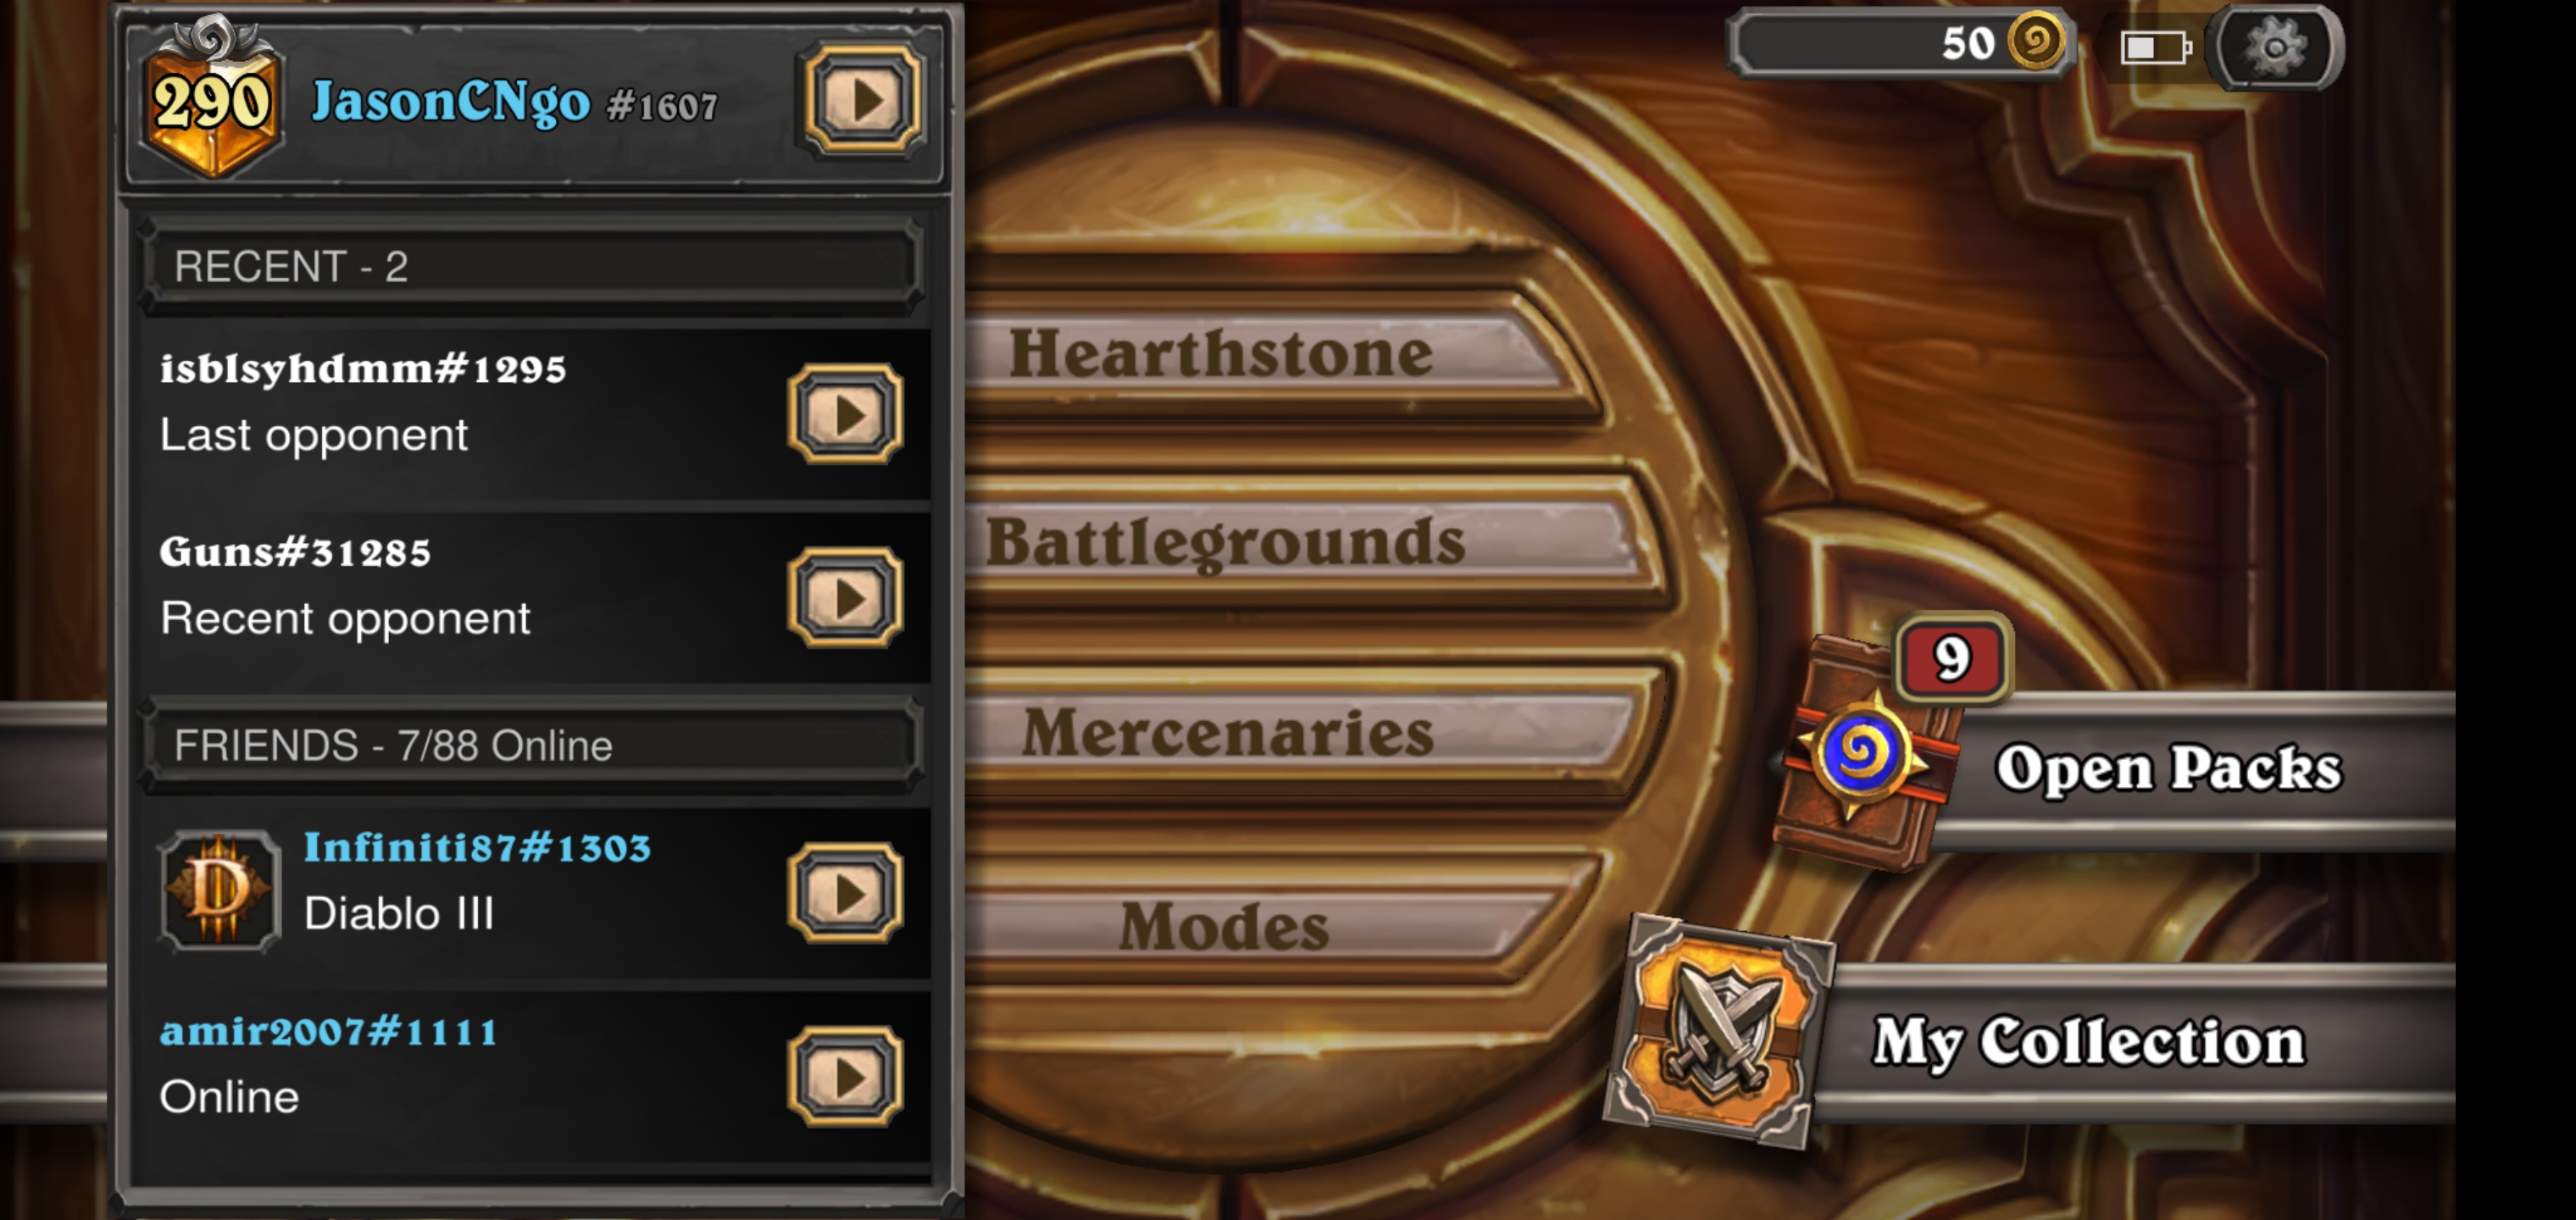 290
JasonCNgo #1607
50
RECENT - 2
isblsyhdmm#1295
Last opponent
Guns#31285
Recent opponent
FRIENDS - 7/88 Online
D
Infiniti87#1303
Diablo III
amir2007#1111
Online
Hearthstone
Battlegrounds
Mercenaries
Modes
9
Open Packs
My Collection